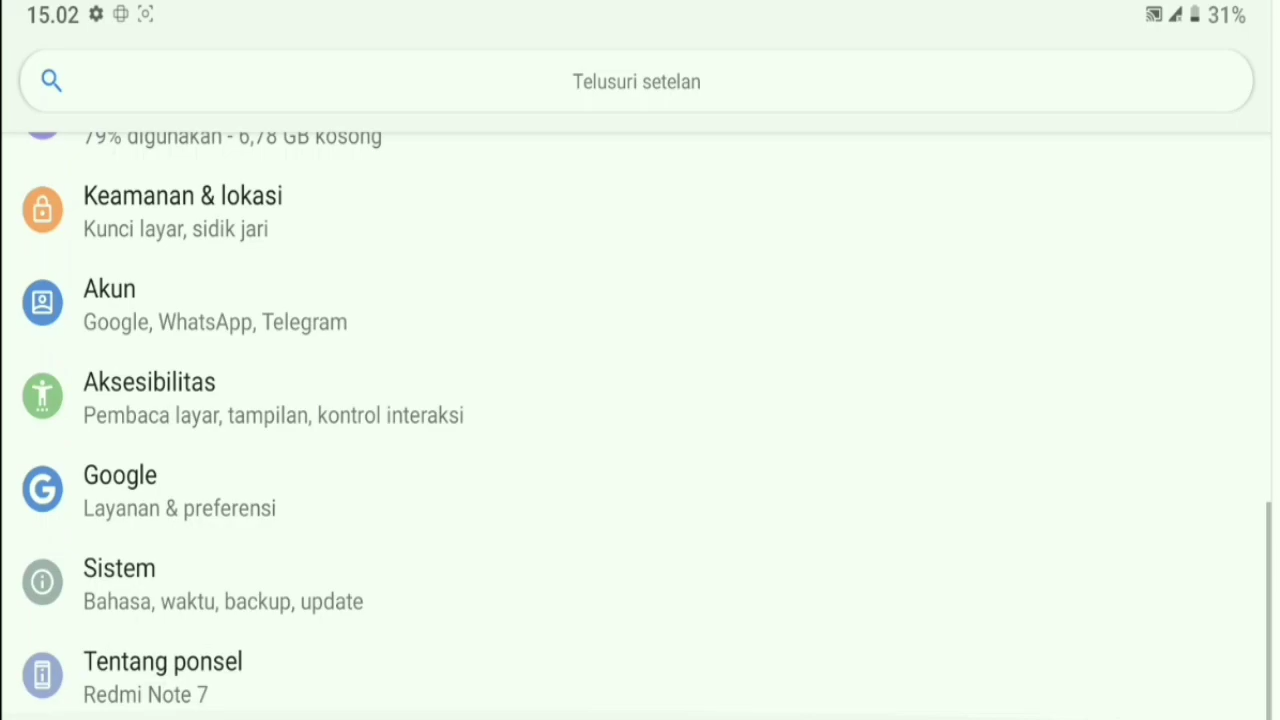 15.02
31%
Telusuri setelan
79% digunakan - 6,78 GB kosong
Keamanan & lokasi
Kunci layar, sidik jari
Akun
Google, WhatsApp, Telegram
Aksesibilitas
Pembaca layar, tampilan, kontrol interaksi
Google
Layanan & preferensi
Sistem
Bahasa, waktu, backup, update
Tentang ponsel
Redmi Note 7